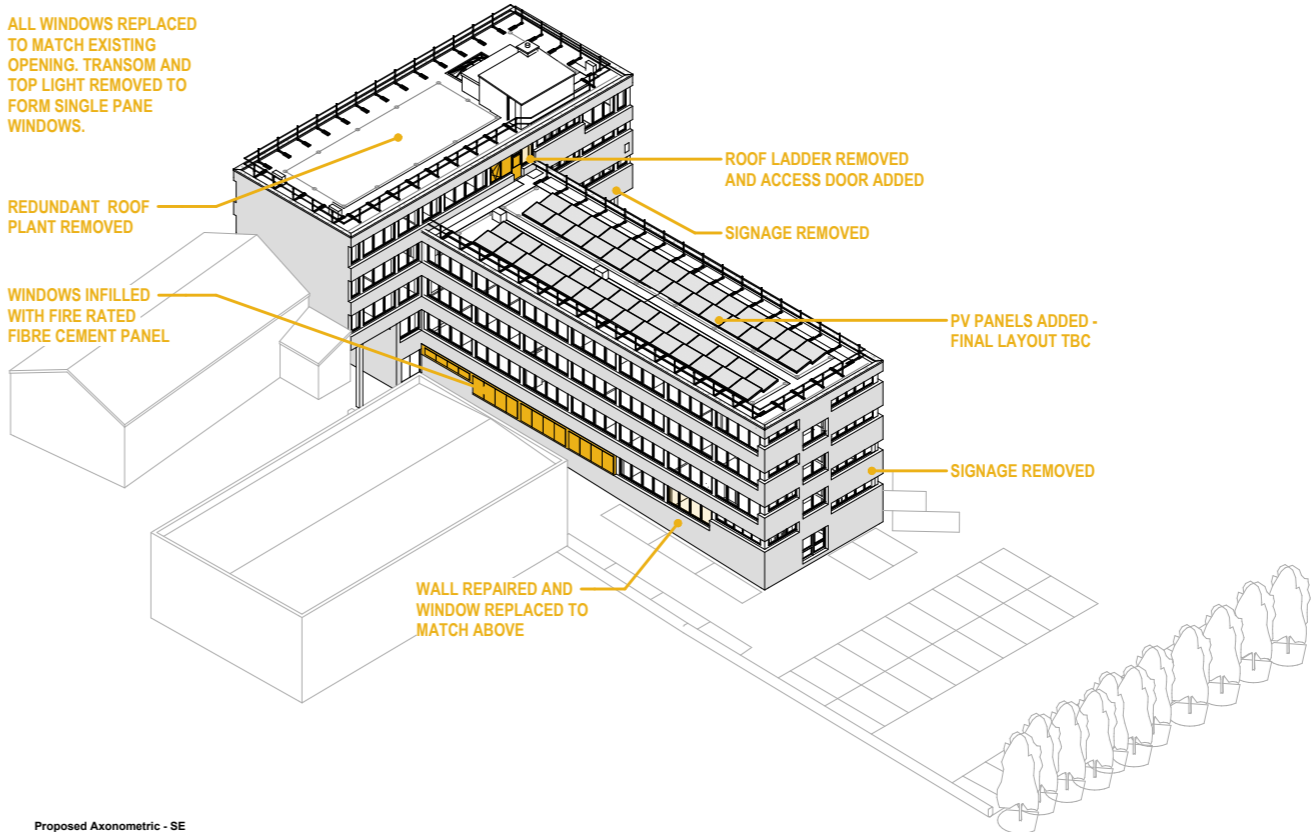 ALL WINDOWS REPLACED
TO MATCH EXISTING
OPENING. TRANSOM AND
TOP LIGHT REMOVED TO
FORM SINGLE PANE
WINDOWS.
ROOF LADDER REMOVED
AND ACCESS DOOR ADDED
REDUNDANT ROOF
PLANT REMOVED
SIGNAGE REMOVED
WINDOWS INFILLED
WITH FIRE RATED
FIBRE CEMENT PANEL
PV PANELS ADDED -
FINAL LAYOUT TBC
SIGNAGE REMOVED
WALL REPAIRED AND
WINDOW REPLACED TO
MATCH ABOVE
Proposed Axonometric - SE